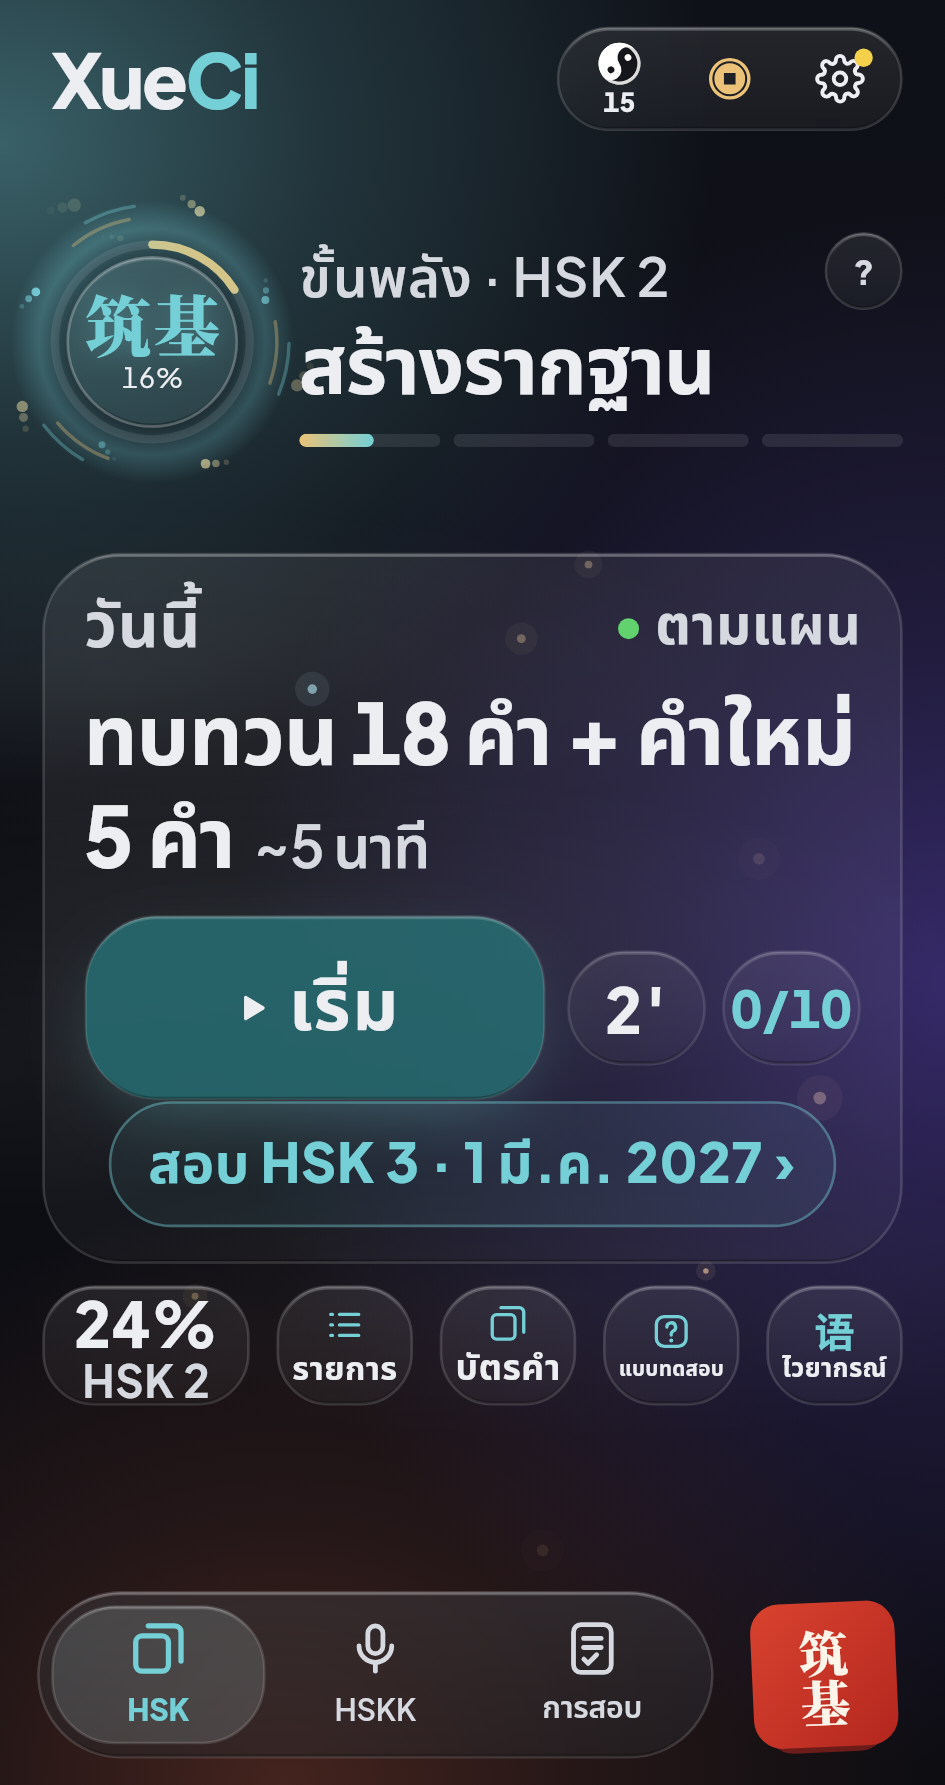 XueCi
15
ขั้นพลัง · HSK 2
?
筑基
16%
สร้างรากฐาน
วันนี้
ตามแผน
ทบทวน 18 คำ + คำใหม่
5 คำ ~5 นาที
เริ่ม
2'
0/10
สอบ HSK 3 · 1 มี.ค. 2027 ›
24%
HSK 2
รายการ
บัตรคำ
แบบทดสอบ
语
ไวยากรณ์
HSK
HSKK
การสอบ
筑
基